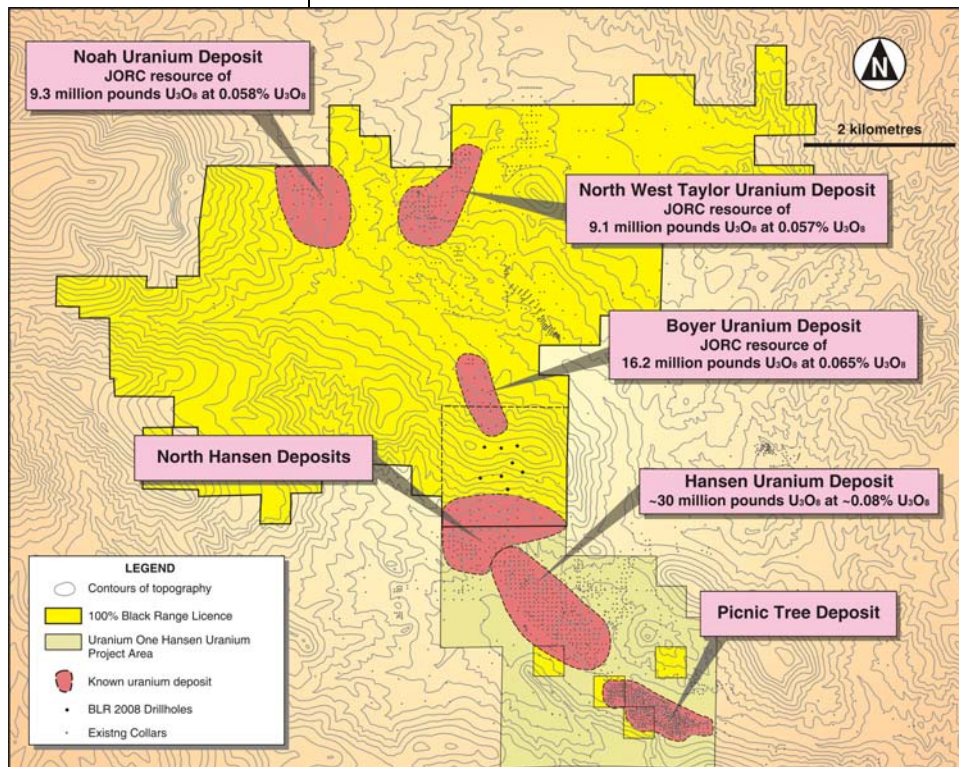 Noah Uranium Deposit
JORC resource of
9.3 million pounds U₃O₈ at 0.058% U₃O₈
N
2 kilometres
North West Taylor Uranium Deposit
JORC resource of
9.1 million pounds U₃O₈ at 0.057% U₃O₈
Boyer Uranium Deposit
JORC resource of
16.2 million pounds U₃O₈ at 0.065% U₃O₈
North Hansen Deposits
Hansen Uranium Deposit
~30 million pounds U₃O₈ at ~0.08% U₃O₈
Picnic Tree Deposit
LEGEND
Contours of topography
100% Black Range Licence
Uranium One Hansen Uranium
Project Area
Known uranium deposit
BLR 2008 Drillholes
Existng Collars